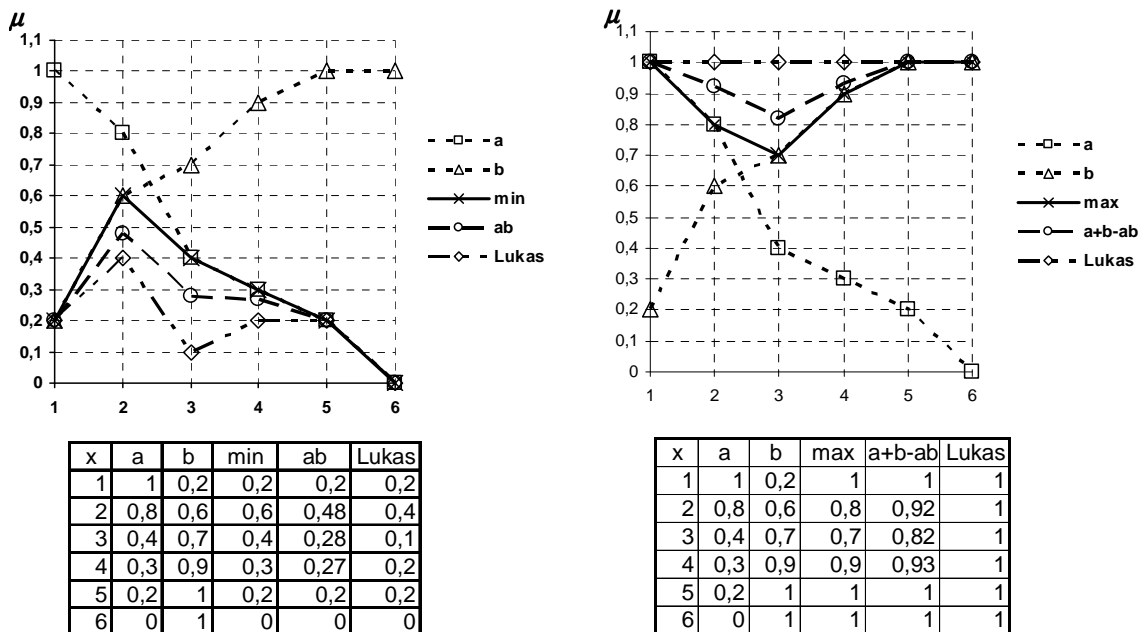 μ
1,1
1
0,9
0,8
0,7
0,6
0,5
0,4
0,3
0,2
0,1
0
1 2 3 4 5 6
a
b
min
ab
Lukas
x a b min ab Lukas
1 1 0,2 0,2 0,2 0,2
2 0,8 0,6 0,6 0,48 0,4
3 0,4 0,7 0,4 0,28 0,1
4 0,3 0,9 0,3 0,27 0,2
5 0,2 1 0,2 0,2 0,2
6 0 1 0 0 0
μ
1,1
1
0,9
0,8
0,7
0,6
0,5
0,4
0,3
0,2
0,1
0
1 2 3 4 5 6
a
b
max
a+b-ab
Lukas
x a b max a+b-ab Lukas
1 1 0,2 1 1 1
2 0,8 0,6 0,8 0,92 1
3 0,4 0,7 0,7 0,82 1
4 0,3 0,9 0,9 0,93 1
5 0,2 1 1 1 1
6 0 1 1 1 1